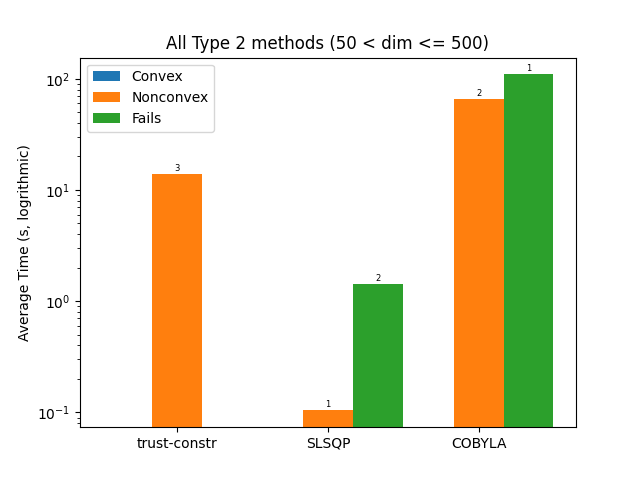 All Type 2 methods (50 < dim <= 500)
Convex
Nonconvex
Fails
Average Time (s, logrithmic)
10²
10¹
10⁰
10⁻¹
3
1
2
2
1
trust-constr
SLSQP
COBYLA